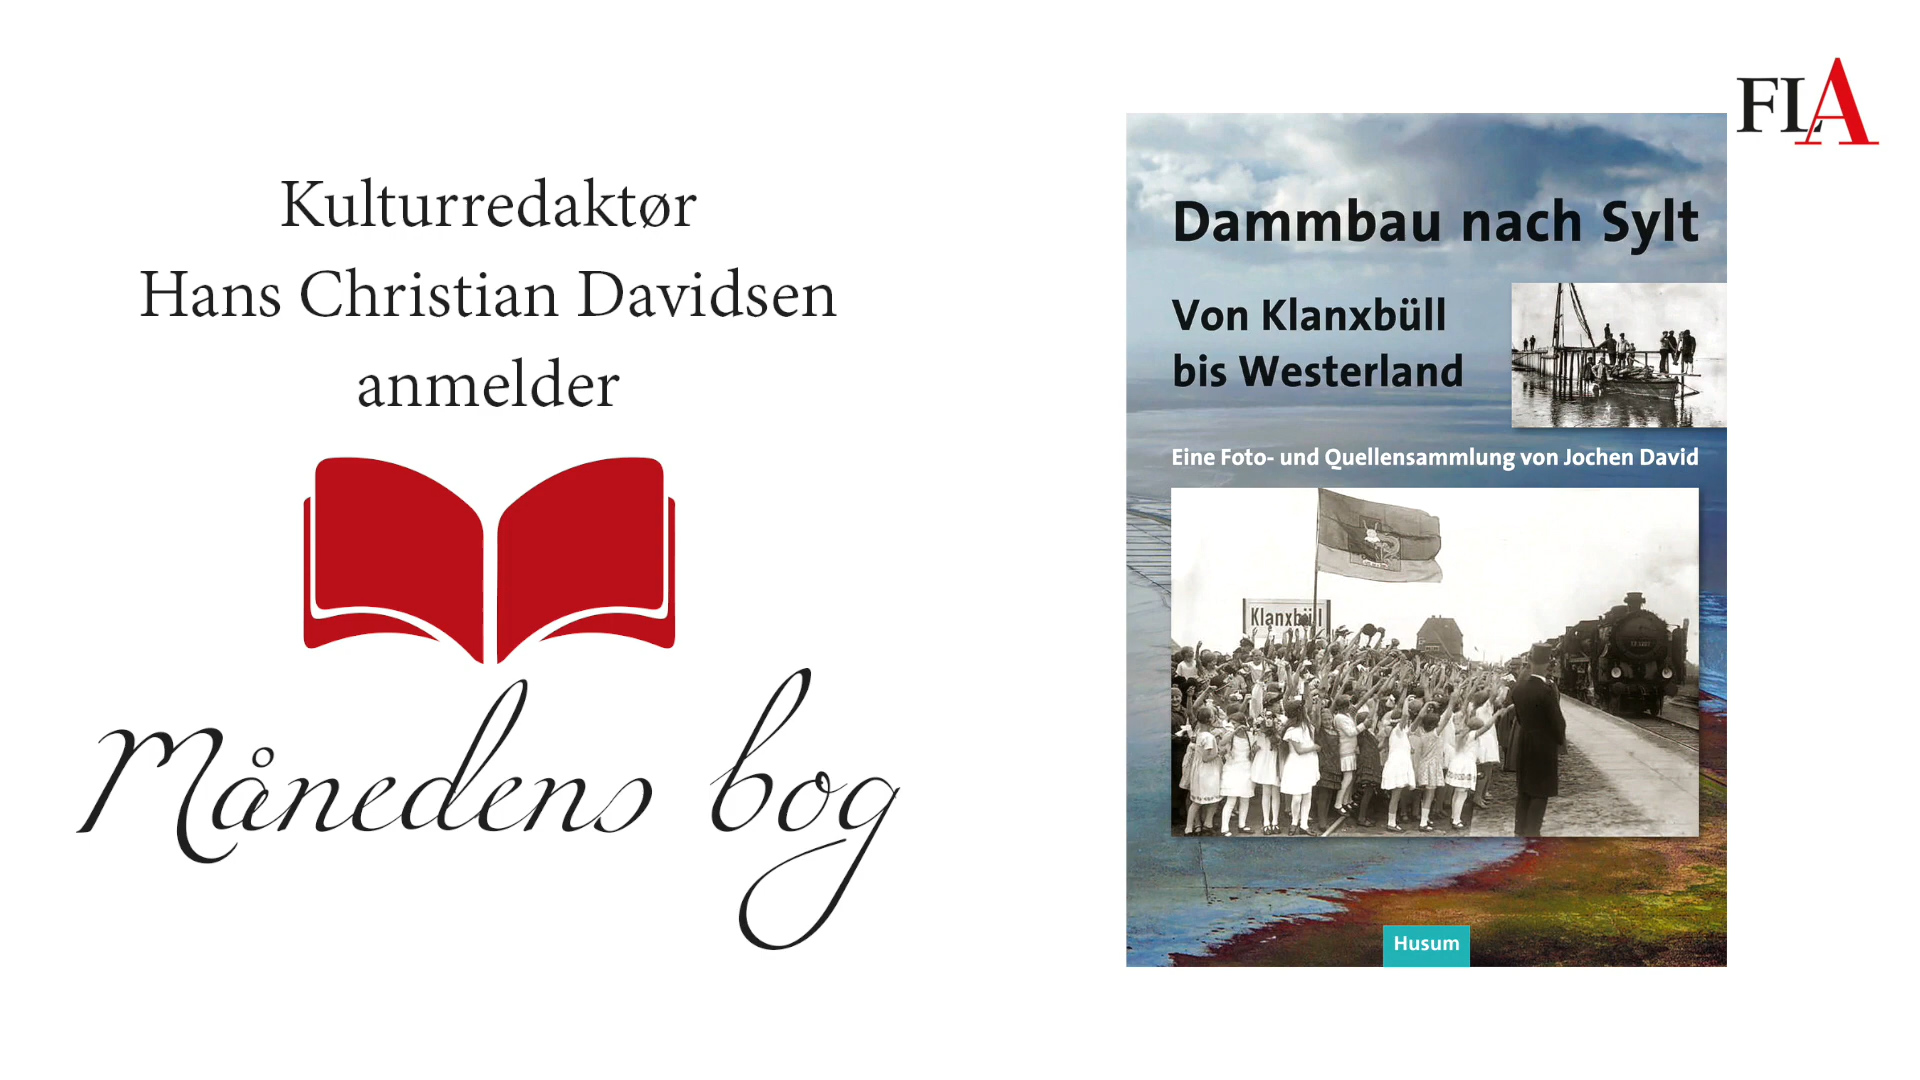 Kulturredaktør
Hans Christian Davidsen
anmelder
Månedens bog
FLA
Dammbau nach Sylt
Von Klanxbüll
bis Westerland
Eine Foto- und Quellensammlung von Jochen David
Klanxbüll
Husum